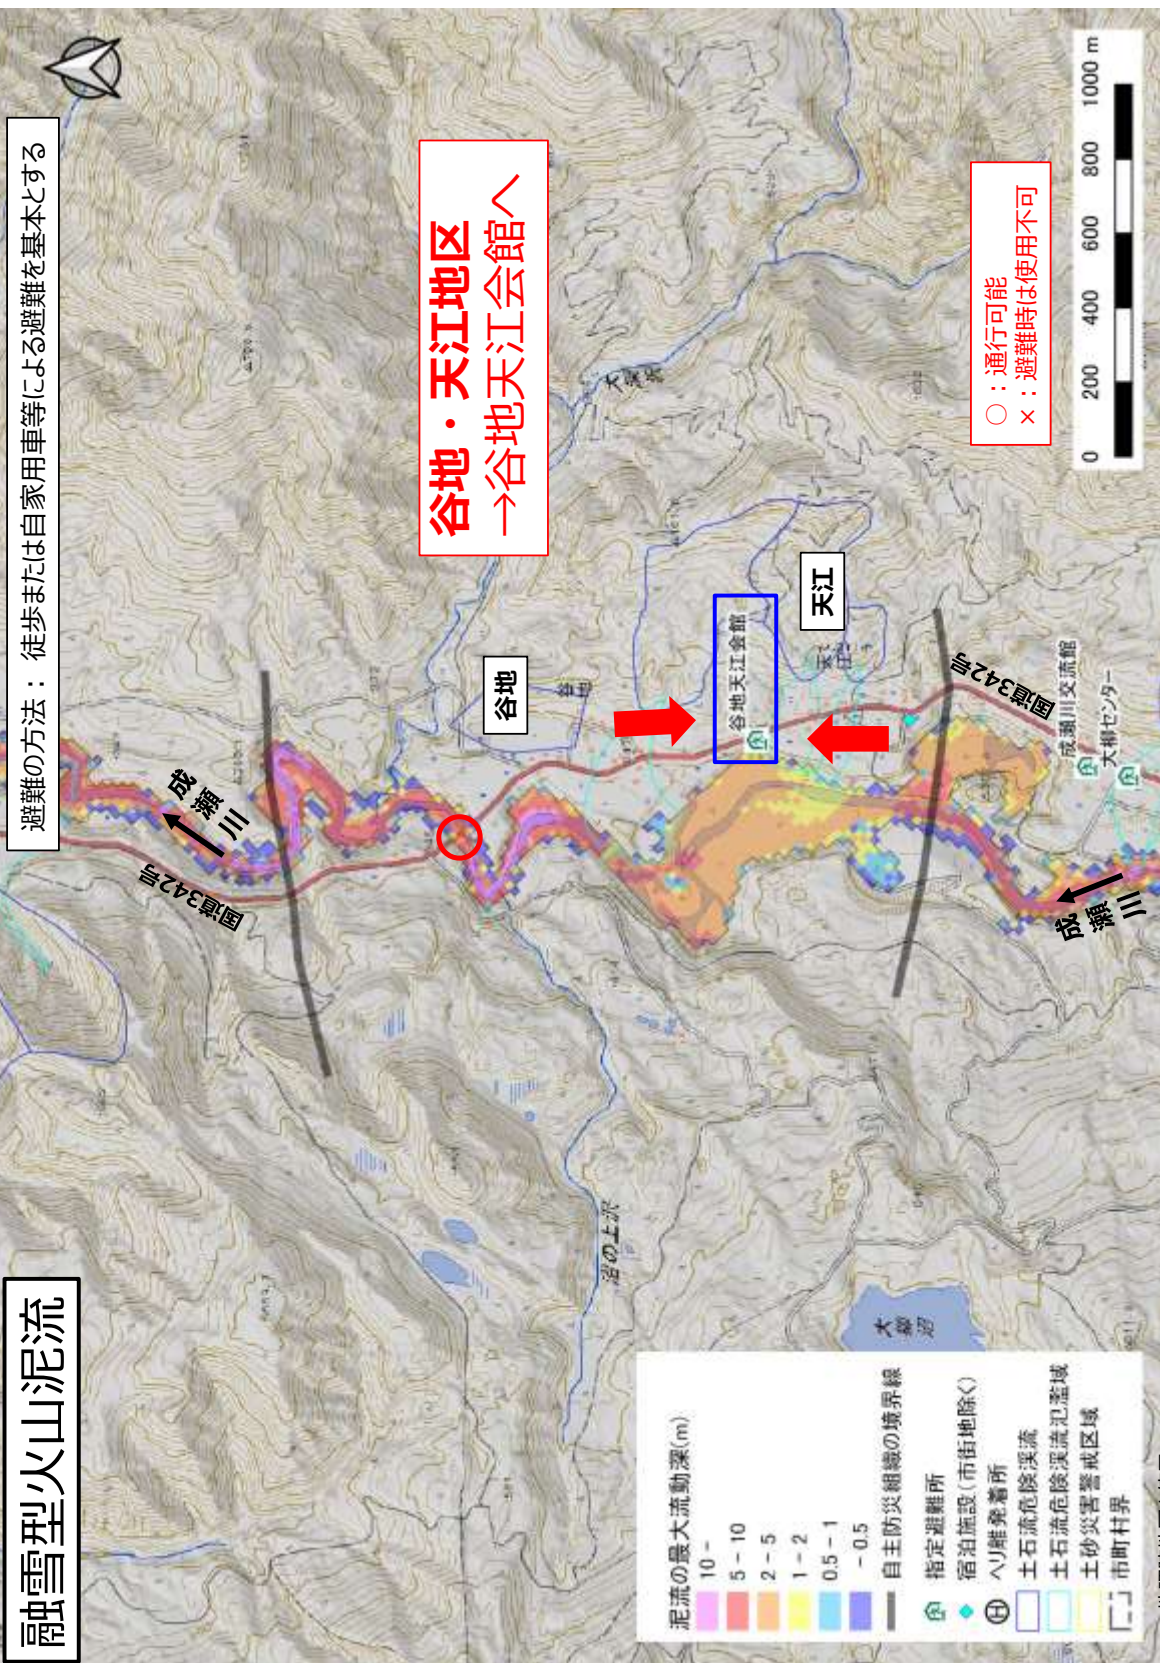 融雪型火山泥流
避難の方法：　徒歩または自家用車等による避難を基本とする
谷地・天江地区
→谷地天江会館へ
国道342号
成瀬川
谷地
谷地
谷地天江会館
天江
国道342号
成瀬川
成瀬川交流館
大柳センター
沼の上沢
大柳沼
○：通行可能
×：避難時は使用不可
0　200　400　600　800　1000 m
泥流の最大流動深(m)
10 -
5 - 10
2 - 5
1 - 2
0.5 - 1
- 0.5
自主防災組織の境界線
指定避難所
宿泊施設(市街地除く)
H
ヘリ離発着所
土石流危険渓流
土石流危険渓流氾濫域
土砂災害警戒区域
市町村界